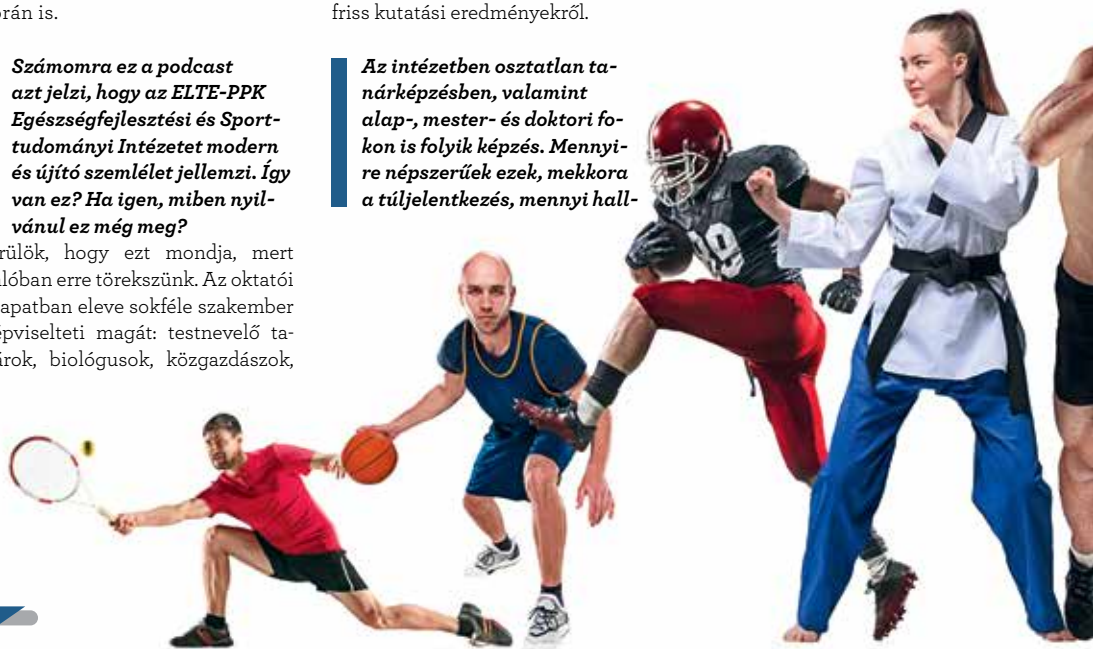 orán is.
Számomra ez a podcast
azt jelzi, hogy az ELTE-PPK
Egészségfejlesztési és Sport-
tudományi Intézetet modern
és újító szemlélet jellemzi. Így
van ez? Ha igen, miben nyil-
vánul ez még meg?
rülök, hogy ezt mondja, mert
lóban erre törekszünk. Az oktatói
apatban eleve sokféle szakember
épviselteti magát: testnevelő ta-
árok, biológusok, közgazdászok,
friss kutatási eredményekről.
Az intézetben osztatlan ta-
nárképzésben, valamint
alap-, mester- és doktori fo-
kon is folyik képzés. Mennyi-
re népszerűek ezek, mekkora
a túljelentkezés, mennyi hall-
99